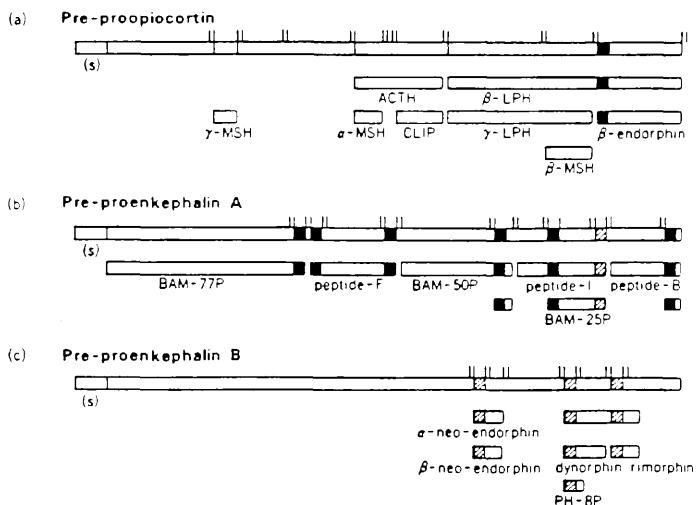 (a) Pre-proopiocortin
(s)
ACTH β-LPH
γ-MSH α-MSH CLIP γ-LPH β-endorphin
β-MSH
(b) Pre-proenkephalin A
(s)
BAM-77P peptide-F BAM-50P peptide-I peptide-B
BAM-25P
(c) Pre-proenkephalin B
(s)
α-neo-endorphin
β-neo-endorphin dynorphin rimorphin
PH-8P